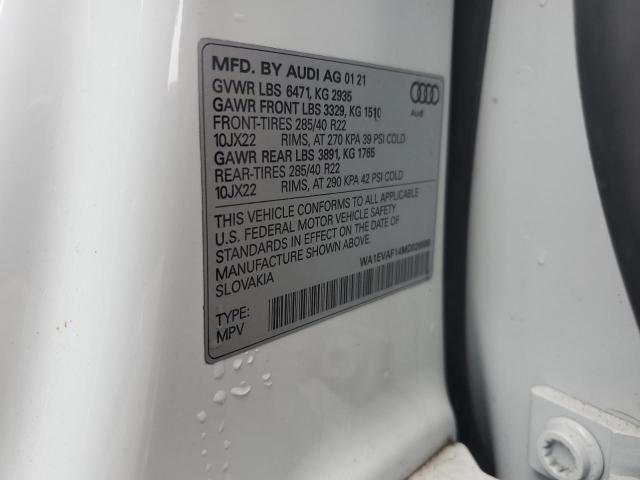 MFD. BY AUDI AG 01 21
GVWR LBS 6471, KG 2935
GAWR FRONT LBS 3329, KG 1510
FRONT-TIRES 285/40 R22
10JX22 RIMS, AT 270 KPA 39 PSI COLD
GAWR REAR LBS 3891, KG 1765
REAR-TIRES 285/40 R22
10JX22 RIMS, AT 290 KPA 42 PSI COLD
Audi
THIS VEHICLE CONFORMS TO ALL APPLICABLE
U.S. FEDERAL MOTOR VEHICLE SAFETY
STANDARDS IN EFFECT ON THE DATE OF
MANUFACTURE SHOWN ABOVE.
SLOVAKIA
TYPE:
MPV